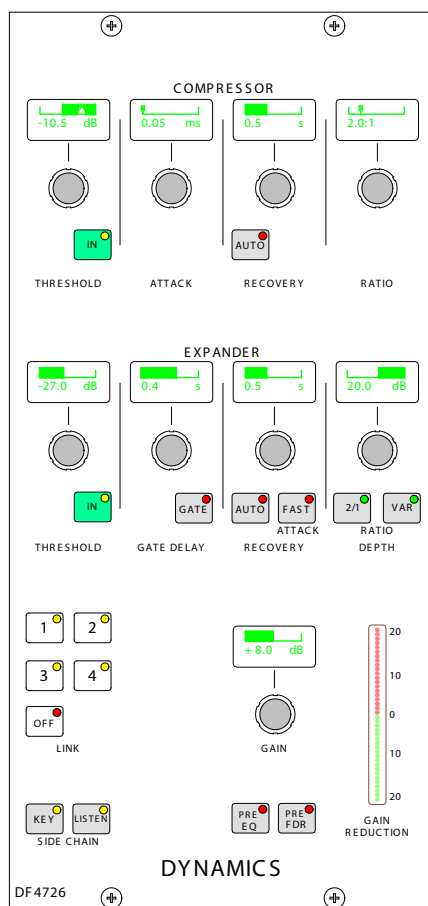 COMPRESSOR
-10.5 dB
0.05 ms
0.5 s
2.0:1
IN
AUTO
THRESHOLD
ATTACK
RECOVERY
RATIO
EXPANDER
-27.0 dB
0.4 s
0.5 s
20.0 dB
IN
GATE
AUTO
FAST
2/1
VAR
ATTACK
RATIO
THRESHOLD
GATE DELAY
RECOVERY
DEPTH
1
2
3
4
OFF
LINK
+8.0 dB
GAIN
20
10
0
10
20
GAIN
REDUCTION
KEY
LISTEN
SIDE CHAIN
PRE
EQ
PRE
FDR
DYNAMICS
DF4726